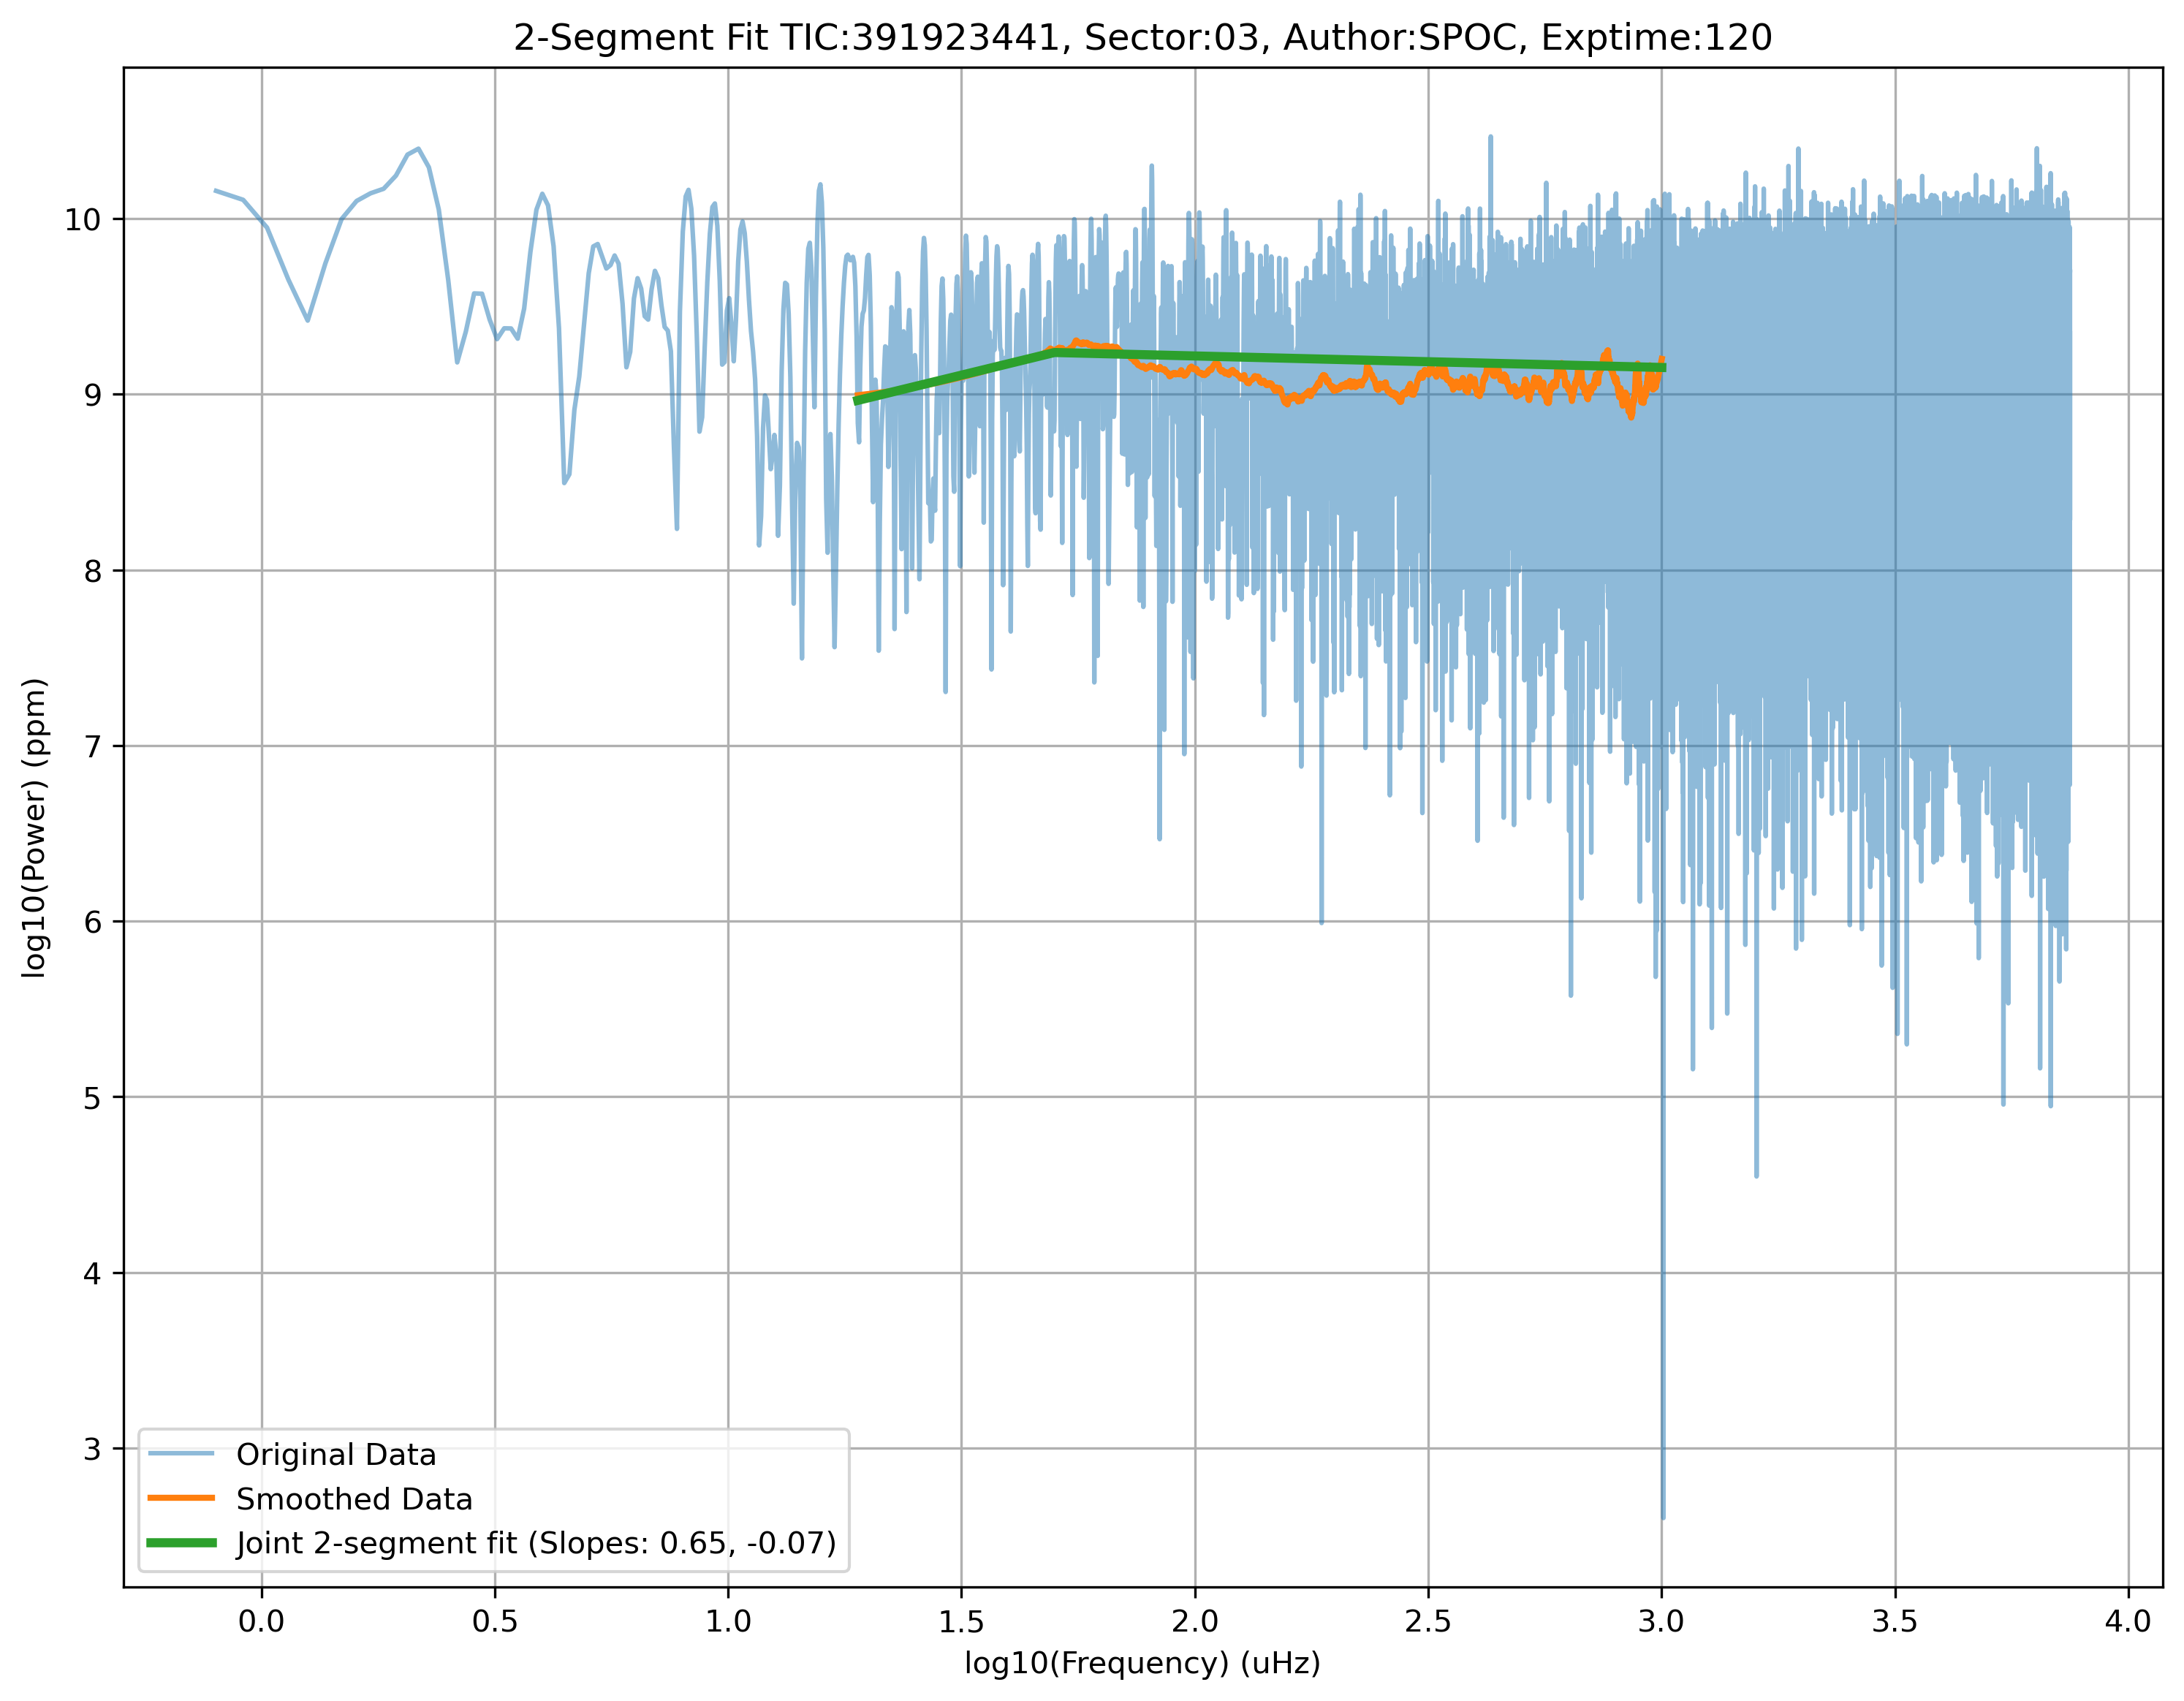 2-Segment Fit TIC:391923441, Sector:03, Author:SPOC, Exptime:120
log10(Power) (ppm)
10
9
8
7
6
5
4
3
Original Data
Smoothed Data
Joint 2-segment fit (Slopes: 0.65, -0.07)
0.0 0.5 1.0 1.5 2.0 2.5 3.0 3.5 4.0
log10(Frequency) (uHz)